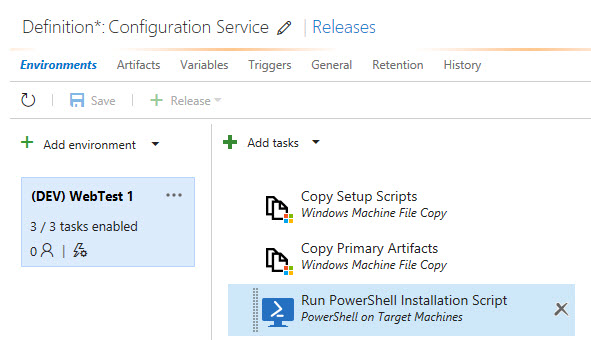 Definition*: Configuration Service | Releases
Environments Artifacts Variables Triggers General Retention History
Save Release
Add environment
Add tasks
(DEV) WebTest 1 ...
3 / 3 tasks enabled
0 |
Copy Setup Scripts
Windows Machine File Copy
Copy Primary Artifacts
Windows Machine File Copy
Run PowerShell Installation Script
PowerShell on Target Machines